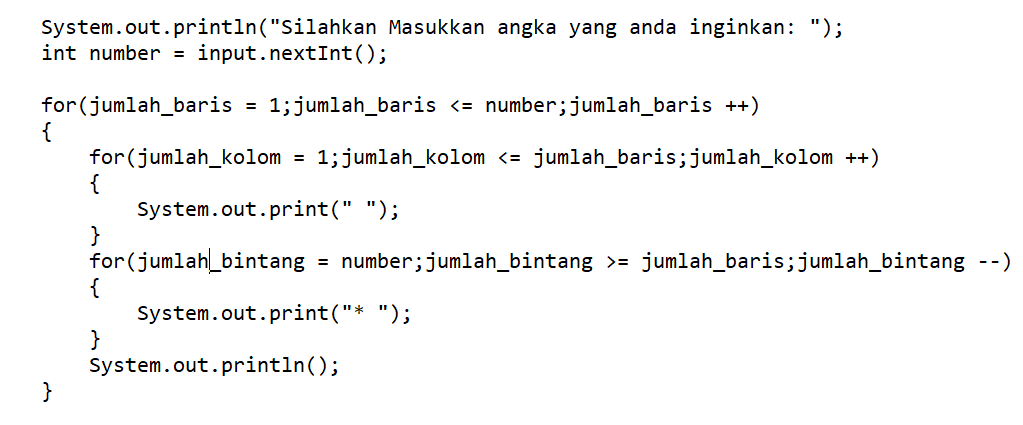 System.out.println("Silahkan Masukkan angka yang anda inginkan: ");
int number = input.nextInt();
for(jumlah_baris = 1;jumlah_baris <= number;jumlah_baris ++)
{
for(jumlah_kolom = 1;jumlah_kolom <= jumlah_baris;jumlah_kolom ++)
{
System.out.print(" ");
}
for(jumlah_bintang = number;jumlah_bintang >= jumlah_baris;jumlah_bintang --)
{
System.out.print("* ");
}
System.out.println();
}